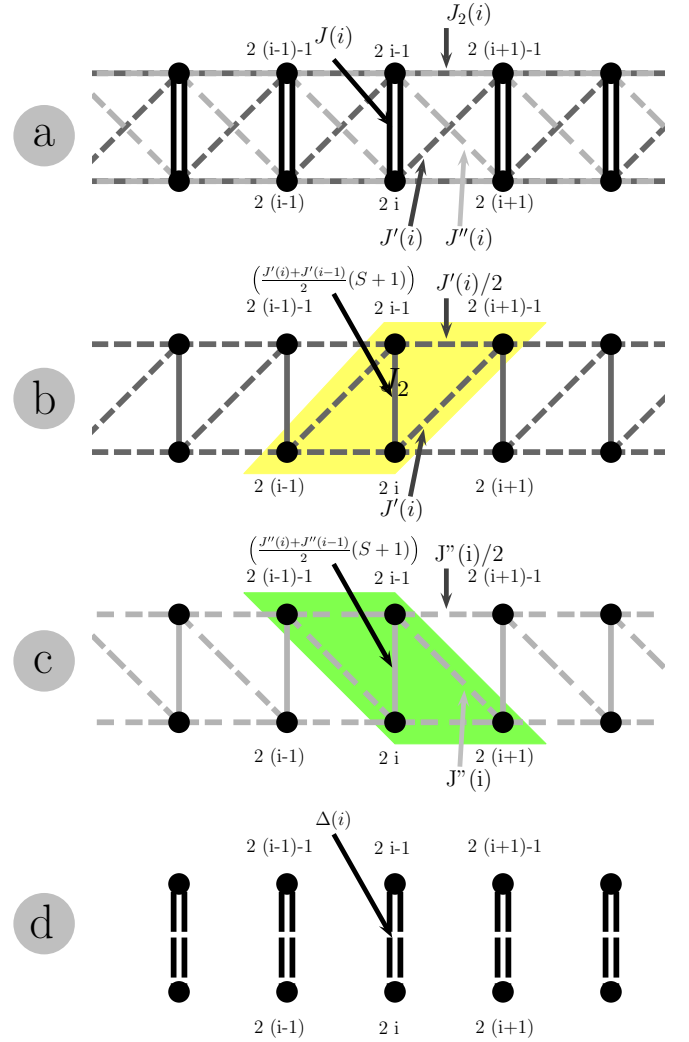 J_2(i)
J(i)
2 (i-1)-1 2 i-1 2 (i+1)-1
a
2 (i-1) 2 i 2 (i+1)
J'(i) J''(i)
(\frac{J'(i)+J'(i-1)}{2}(S+1)) J'(i)/2
2 (i-1)-1 2 i-1 2 (i+1)-1
b
J_2
2 (i-1) 2 i 2 (i+1)
J'(i)
(\frac{J''(i)+J''(i-1)}{2}(S+1)) J"(i)/2
2 (i-1)-1 2 i-1 2 (i+1)-1
c
2 (i-1) 2 i 2 (i+1)
J"(i)
Δ(i)
2 (i-1)-1 2 i-1 2 (i+1)-1
d
2 (i-1) 2 i 2 (i+1)